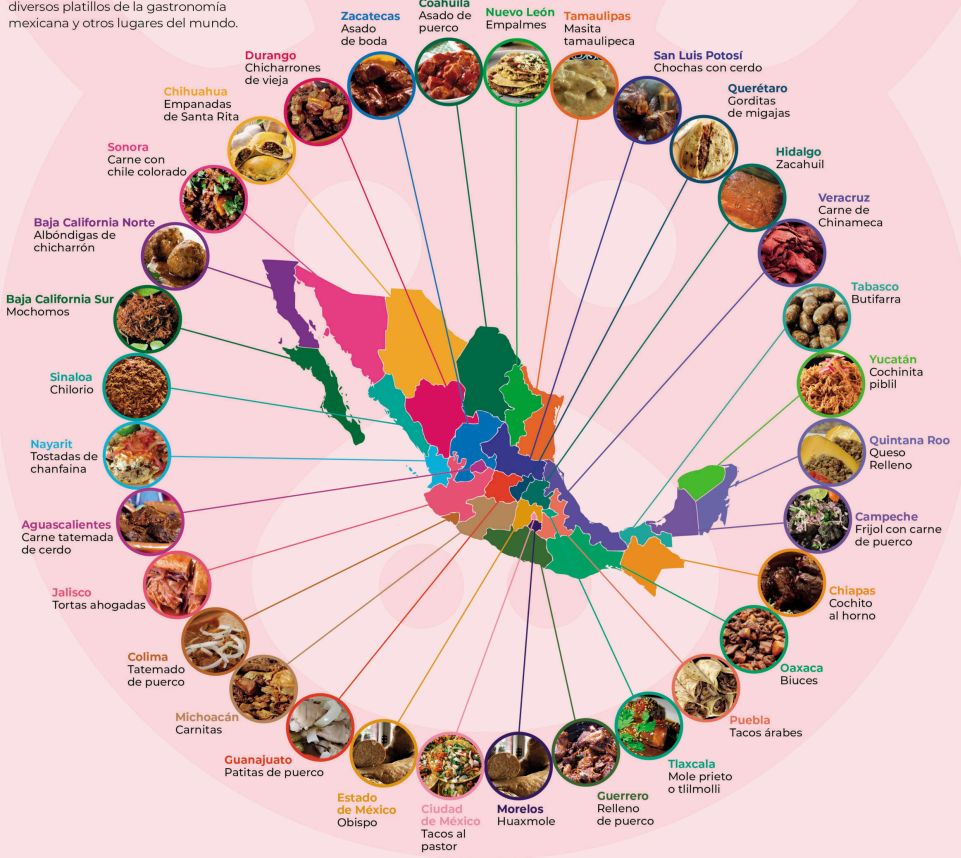 diversos platillos de la gastronomía
mexicana y otros lugares del mundo.
Coahuila
Asado de
puerco
Nuevo León
Empalmes
Tamaulipas
Masita
tamaulipeca
Zacatecas
Asado
de boda
San Luis Potosí
Chochas con cerdo
Durango
Chicharrones
de vieja
Querétaro
Gorditas
de migajas
Chihuahua
Empanadas
de Santa Rita
Hidalgo
Zacahuil
Sonora
Carne con
chile colorado
Veracruz
Carne de
Chinameca
Baja California Norte
Albóndigas de
chicharrón
Tabasco
Butifarra
Baja California Sur
Mochomos
Yucatán
Cochinita
piblil
Sinaloa
Chilorio
Quintana Roo
Queso
Relleno
Nayarit
Tostadas de
chanfaina
Campeche
Frijol con carne
de puerco
Aguascalientes
Carne tatemada
de cerdo
Chiapas
Cochito
al horno
Jalisco
Tortas ahogadas
Oaxaca
Biuces
Colima
Tatemado
de puerco
Puebla
Tacos árabes
Michoacán
Carnitas
Tlaxcala
Mole prieto
o tlilmolli
Guanajuato
Patitas de puerco
Guerrero
Relleno
de puerco
Estado
de México
Obispo
Ciudad
de México
Tacos al
pastor
Morelos
Huaxmole